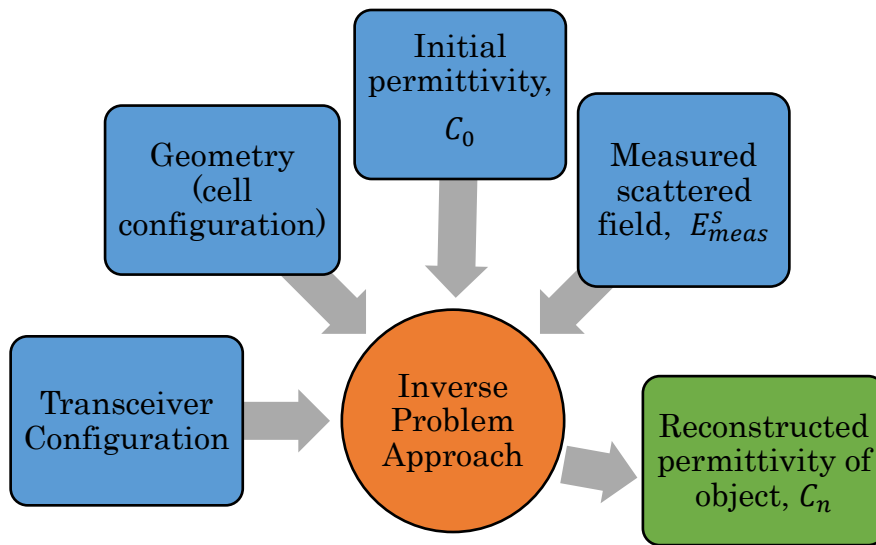 Initial
permittivity,
C₀
Geometry
(cell
configuration)
Measured
scattered
field, Eˢₘₑₐₛ
Transceiver
Configuration
Inverse
Problem
Approach
Reconstructed
permittivity of
object, Cₙ